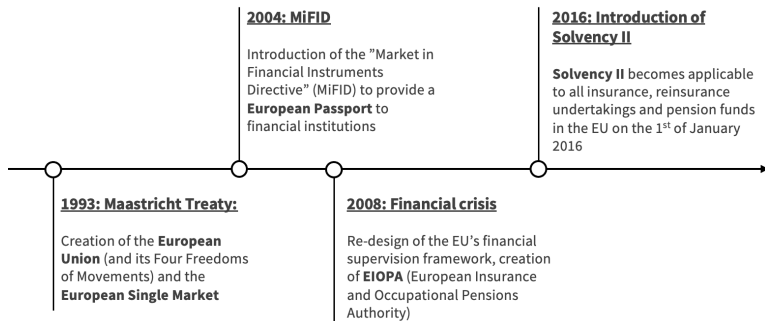 2004: MiFID
Introduction of the ”Market in
Financial Instruments
Directive” (MiFID) to provide a
European Passport to
financial institutions
2016: Introduction of
Solvency II
Solvency II becomes applicable
to all insurance, reinsurance
undertakings and pension funds
in the EU on the 1st of January
2016
1993: Maastricht Treaty:
Creation of the European
Union (and its Four Freedoms
of Movements) and the
European Single Market
2008: Financial crisis
Re-design of the EU’s financial
supervision framework, creation
of EIOPA (European Insurance
and Occupational Pensions
Authority)